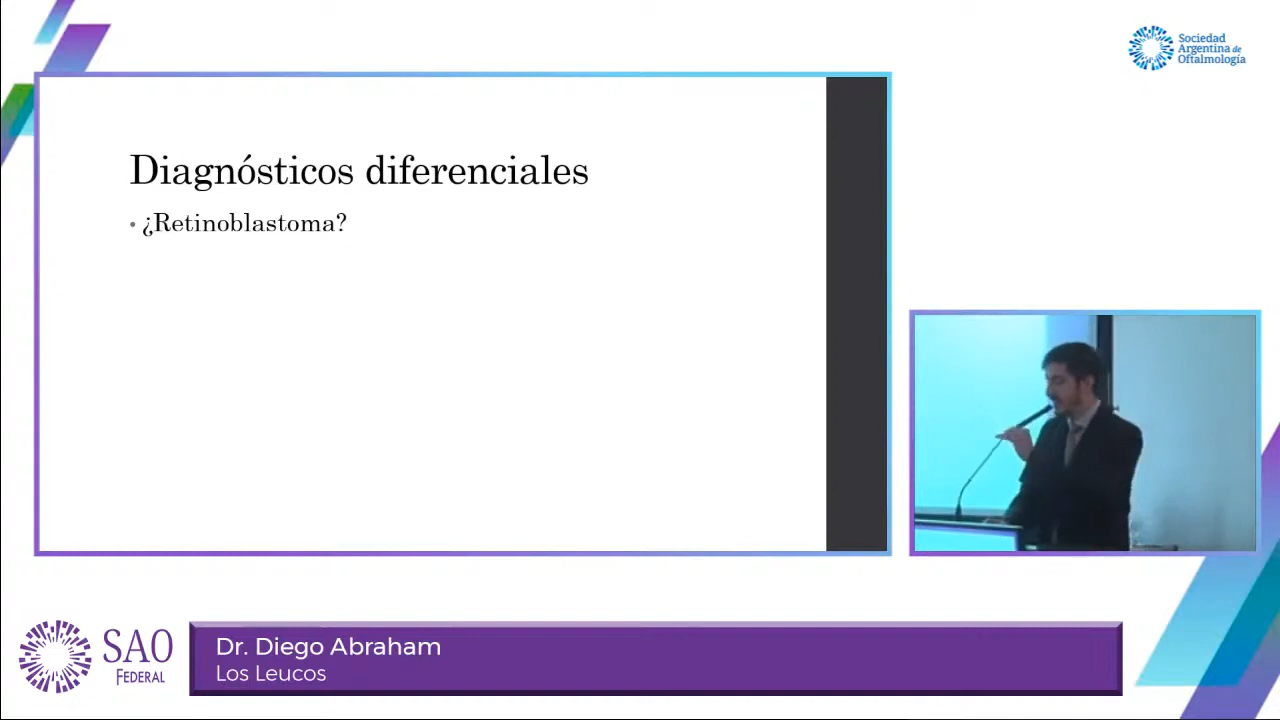 Sociedad
Argentina de
Oftalmología
Diagnósticos diferenciales
• ¿Retinoblastoma?
SAO
FEDERAL
Dr. Diego Abraham
Los Leucos